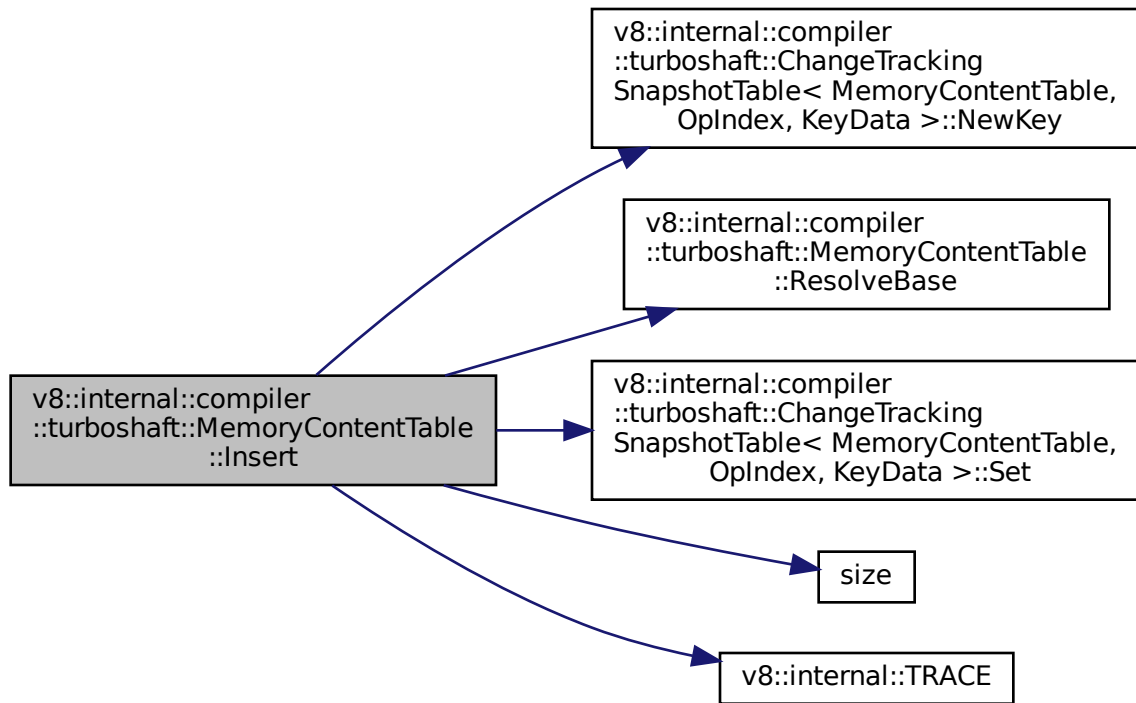 v8::internal::compiler
::turboshaft::ChangeTracking
SnapshotTable< MemoryContentTable,
OpIndex, KeyData >::NewKey
v8::internal::compiler
::turboshaft::MemoryContentTable
::ResolveBase
v8::internal::compiler
::turboshaft::MemoryContentTable
::Insert
v8::internal::compiler
::turboshaft::ChangeTracking
SnapshotTable< MemoryContentTable,
OpIndex, KeyData >::Set
size
v8::internal::TRACE